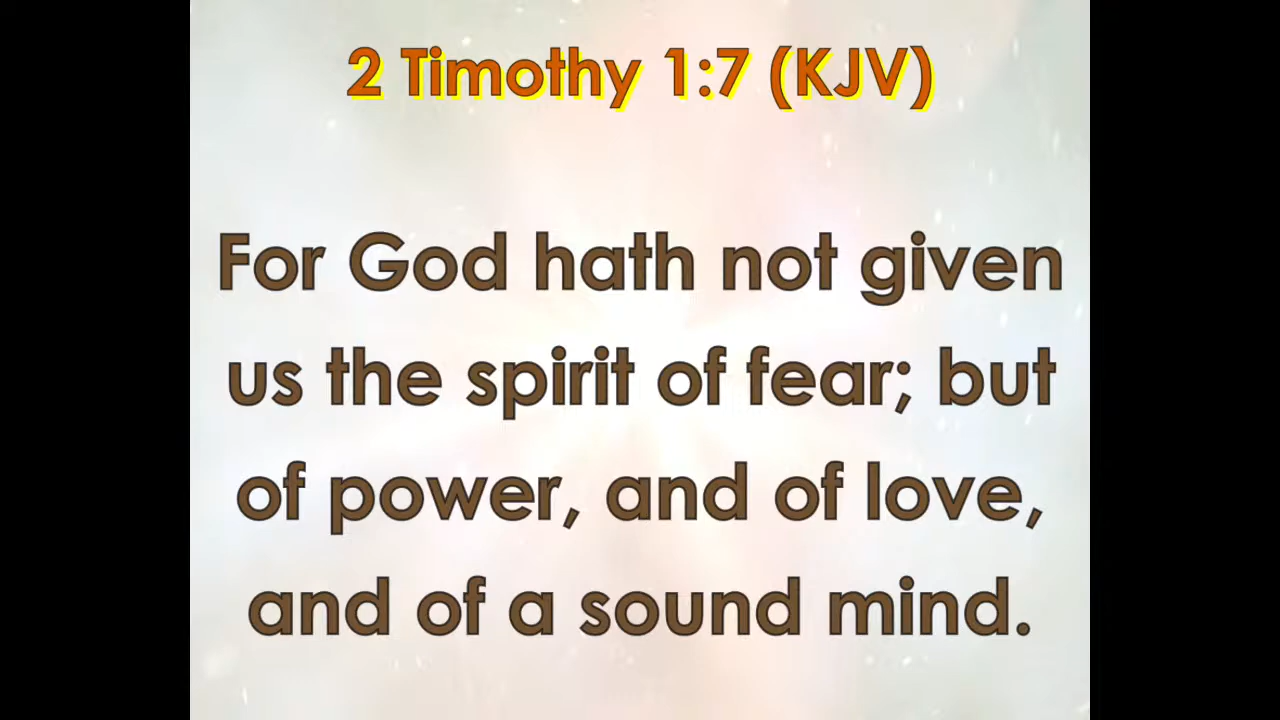 2 Timothy 1:7 (KJV)
For God hath not given
us the spirit of fear; but
of power, and of love,
and of a sound mind.